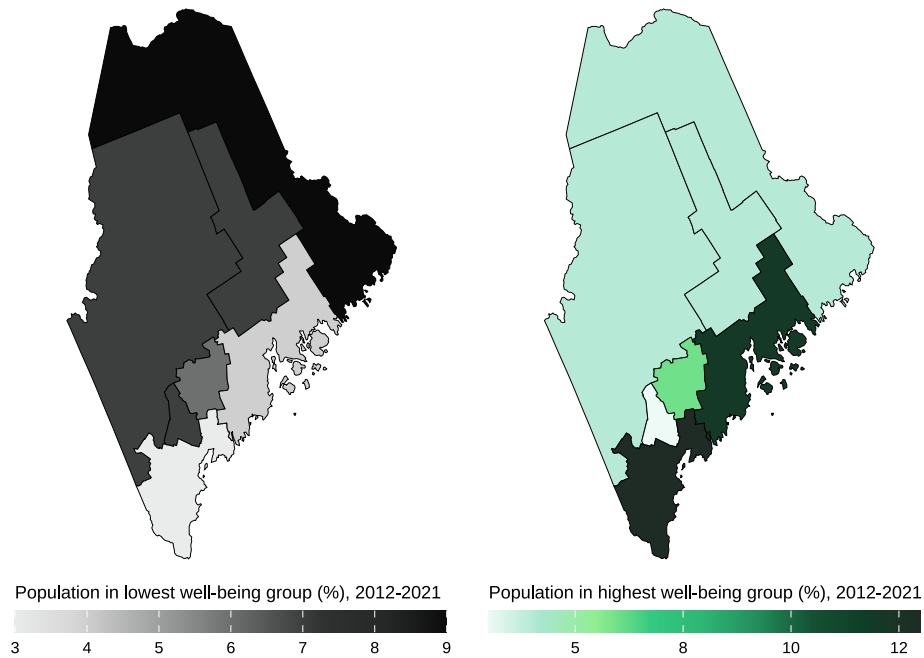 Population in lowest well-being group (%), 2012-2021
3 4 5 6 7 8 9
Population in highest well-being group (%), 2012-2021
5 8 10 12